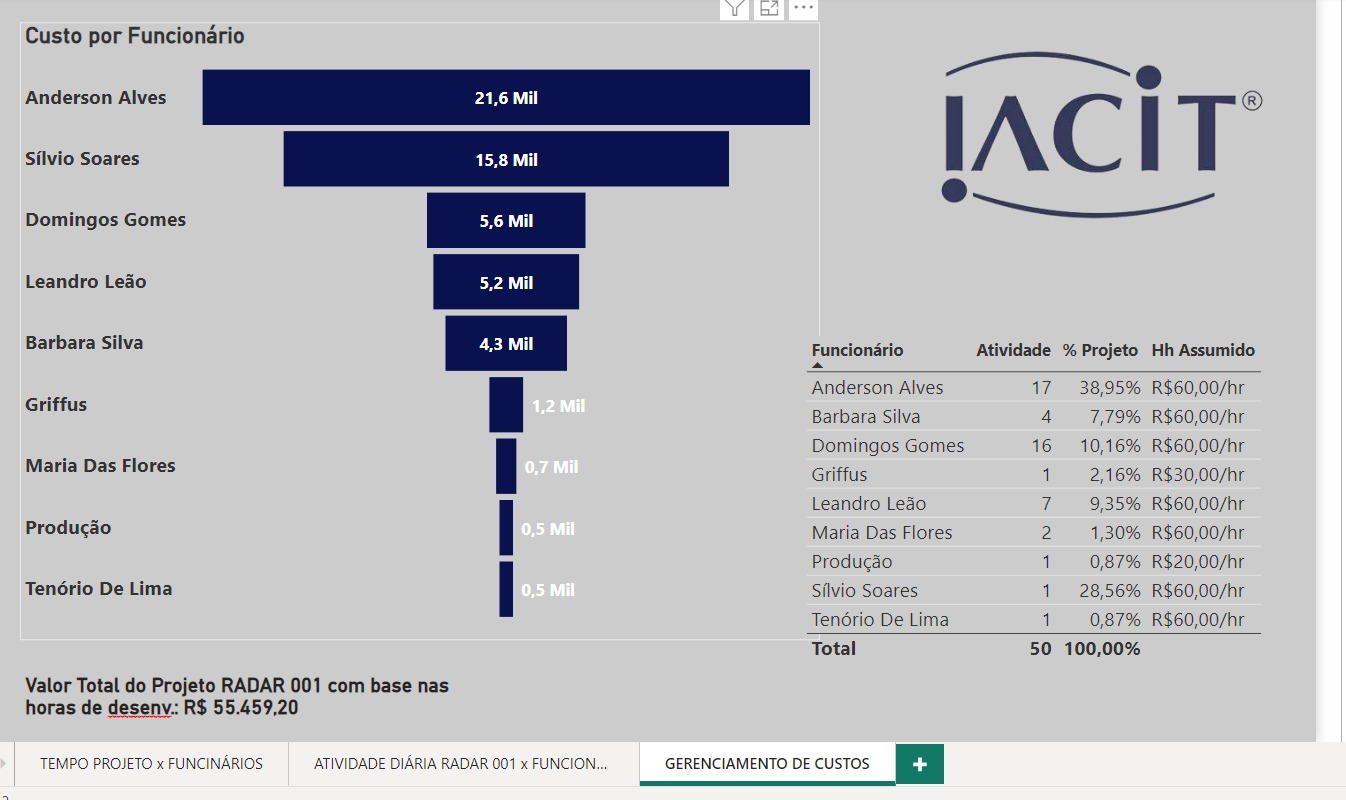 Custo por Funcionário
Anderson Alves 21,6 Mil
Sílvio Soares 15,8 Mil
Domingos Gomes 5,6 Mil
Leandro Leão 5,2 Mil
Barbara Silva 4,3 Mil
Griffus 1,2 Mil
Maria Das Flores 0,7 Mil
Produção 0,5 Mil
Tenório De Lima 0,5 Mil
IACIT®
Funcionário Atividade % Projeto Hh Assumido
Anderson Alves 17 38,95% R$60,00/hr
Barbara Silva 4 7,79% R$60,00/hr
Domingos Gomes 16 10,16% R$60,00/hr
Griffus 1 2,16% R$30,00/hr
Leandro Leão 7 9,35% R$60,00/hr
Maria Das Flores 2 1,30% R$60,00/hr
Produção 1 0,87% R$20,00/hr
Sílvio Soares 1 28,56% R$60,00/hr
Tenório De Lima 1 0,87% R$60,00/hr
Total 50 100,00%
Valor Total do Projeto RADAR 001 com base nas
horas de desenv.: R$ 55.459,20
TEMPO PROJETO x FUNCINÁRIOS ATIVIDADE DIÁRIA RADAR 001 x FUNCION... GERENCIAMENTO DE CUSTOS